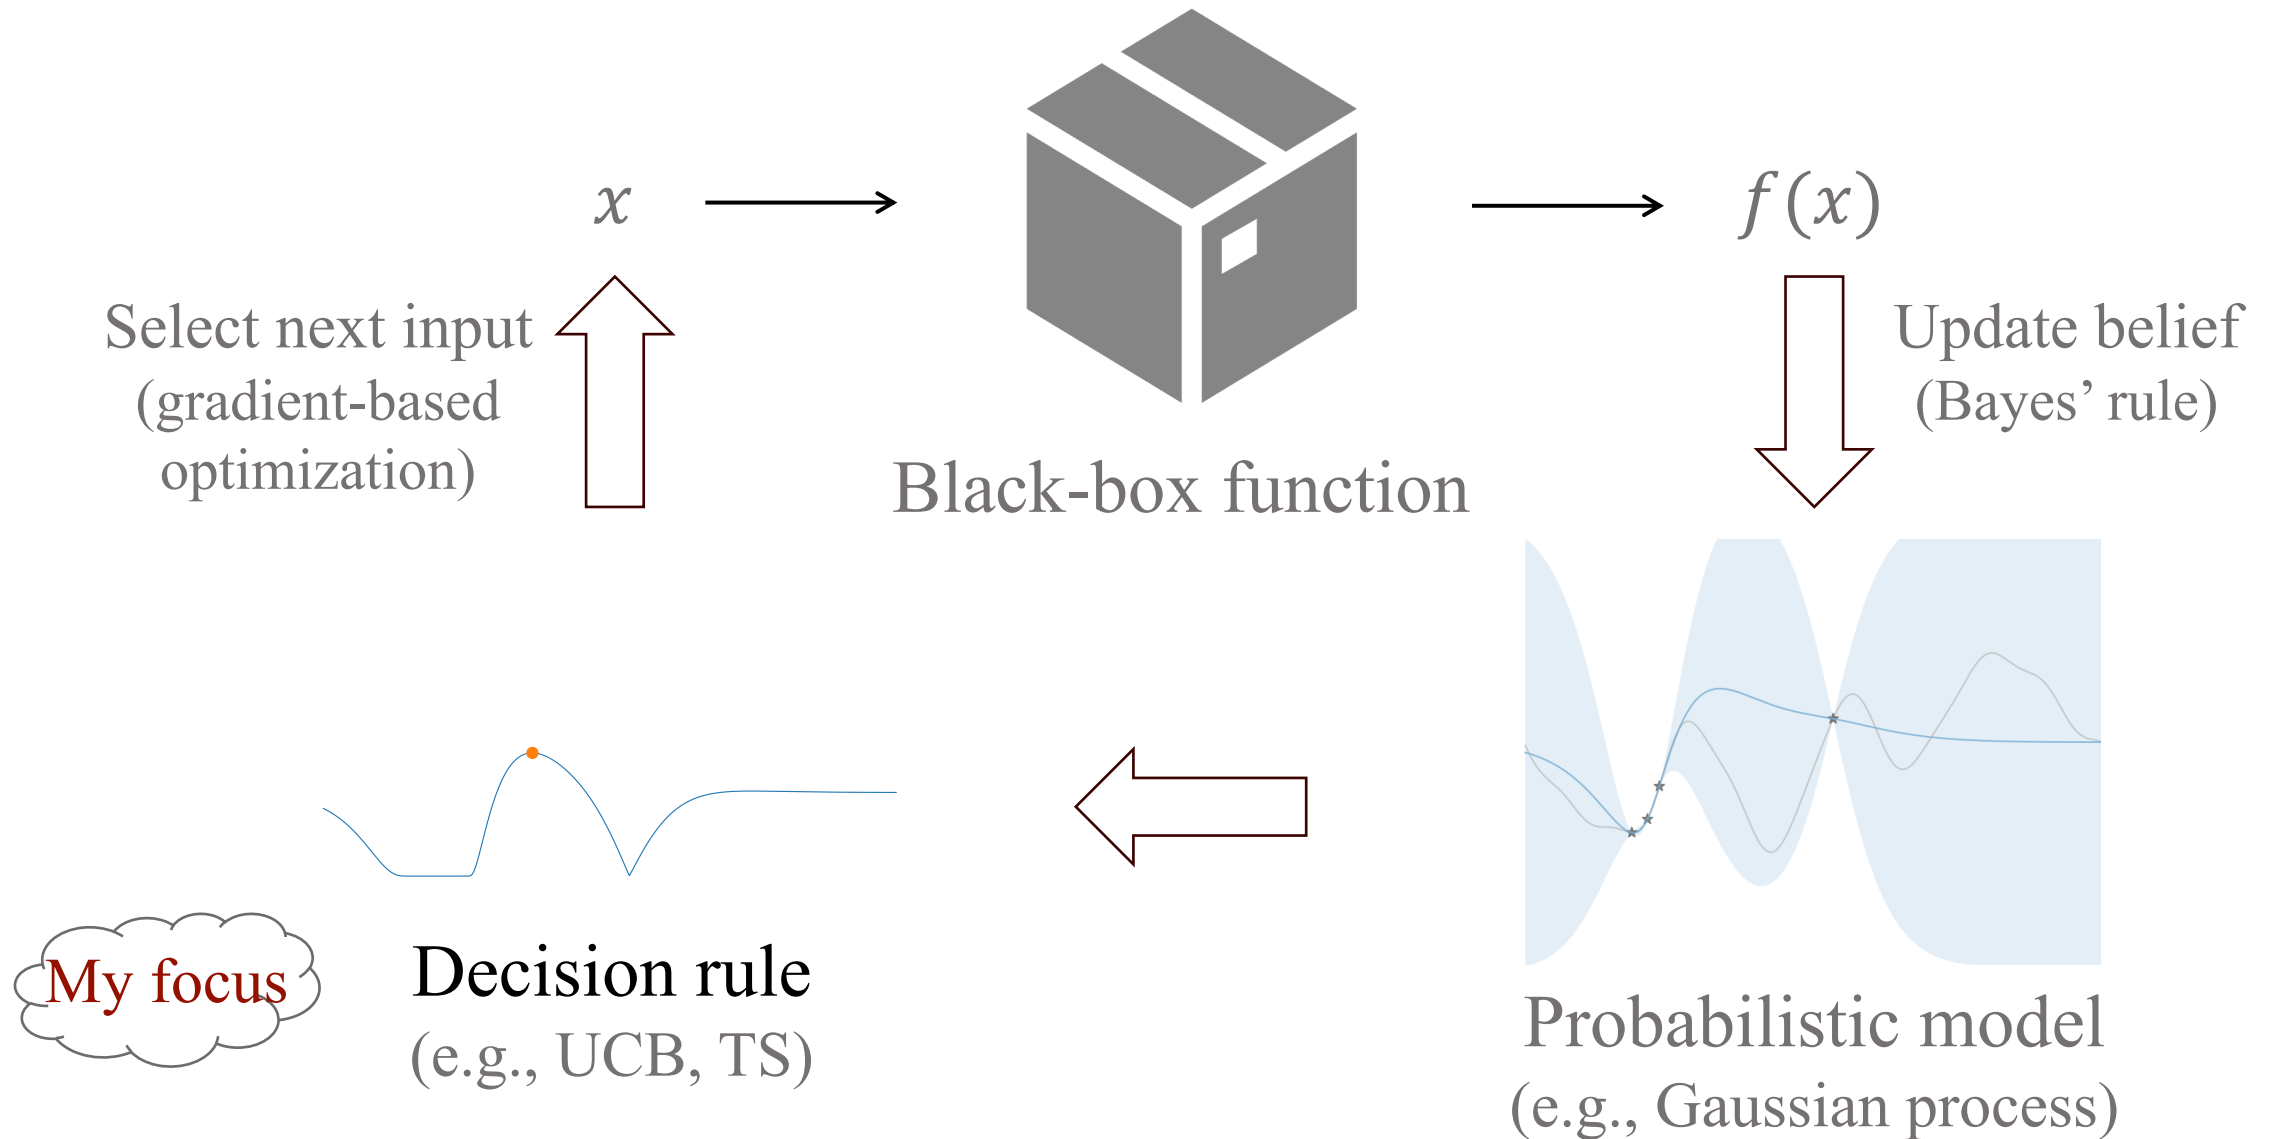 x
f(x)
Select next input
(gradient-based
optimization)
Black-box function
Update belief
(Bayes’ rule)
My focus
Decision rule
(e.g., UCB, TS)
Probabilistic model
(e.g., Gaussian process)